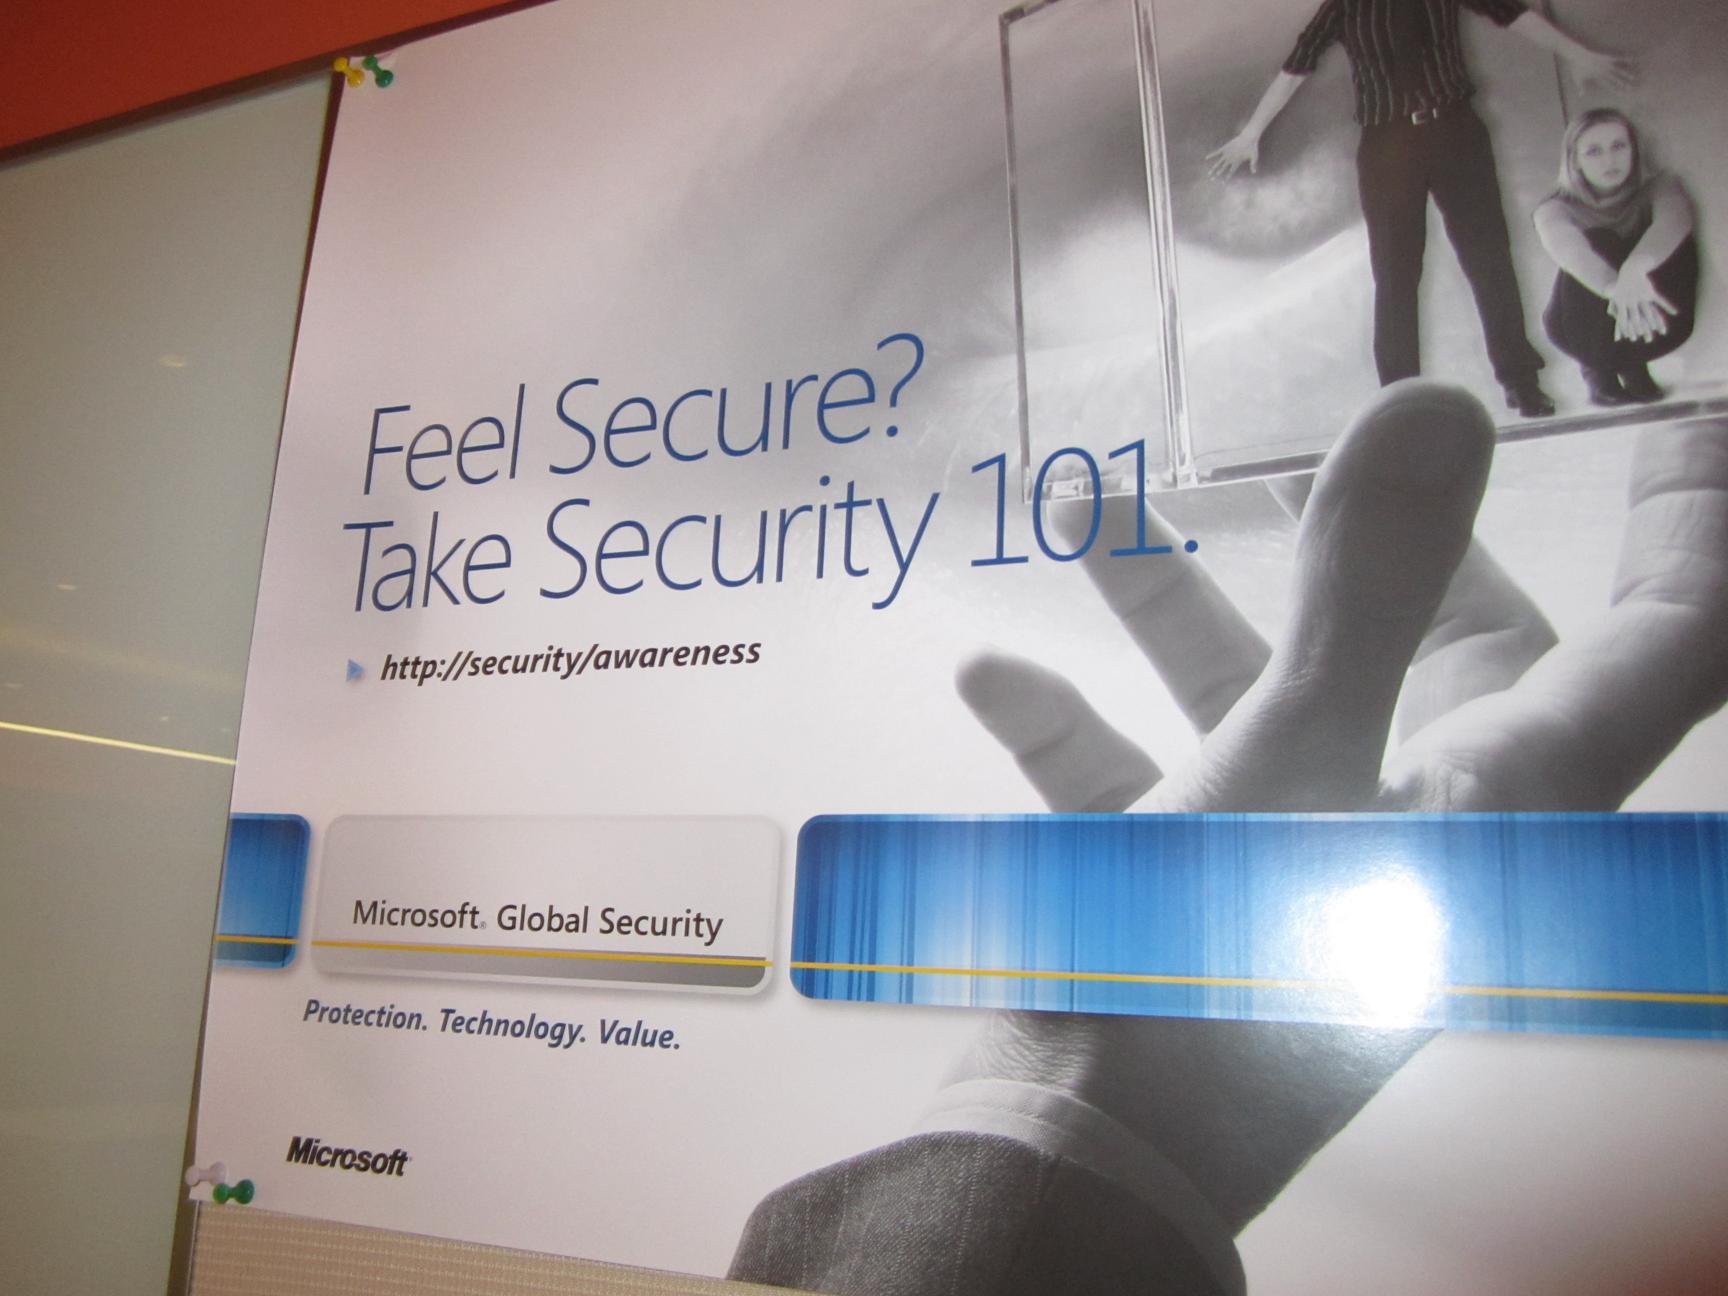 Feel Secure?
Take Security 101.
http://security/awareness
Microsoft® Global Security
Protection. Technology. Value.
Microsoft®